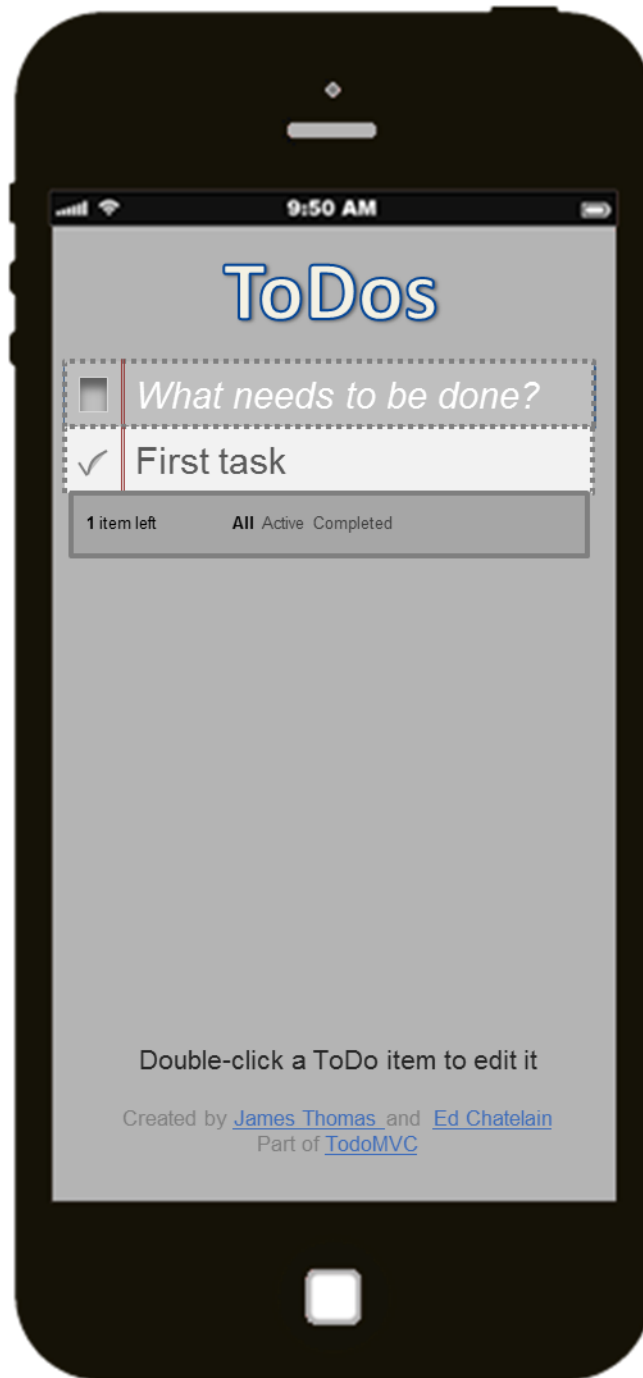 9:50 AM
ToDos
What needs to be done?
First task
1 item left All Active Completed
Double-click a ToDo item to edit it
Created by James Thomas and Ed Chatelain
Part of TodoMVC